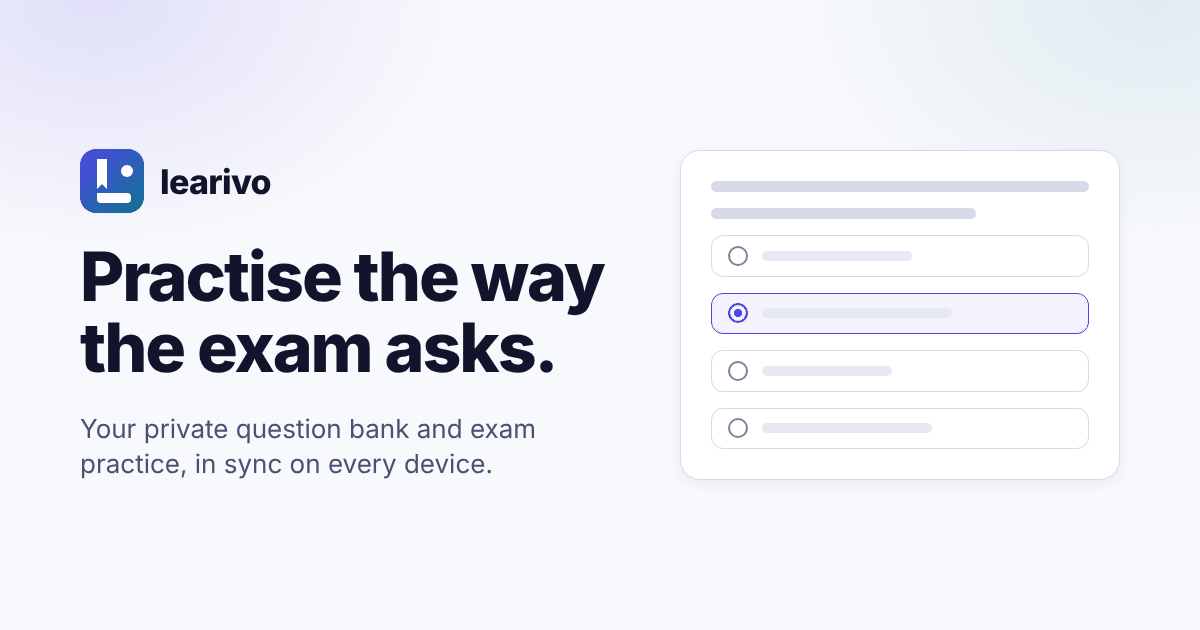 learivo
Practise the way
the exam asks.
Your private question bank and exam
practice, in sync on every device.